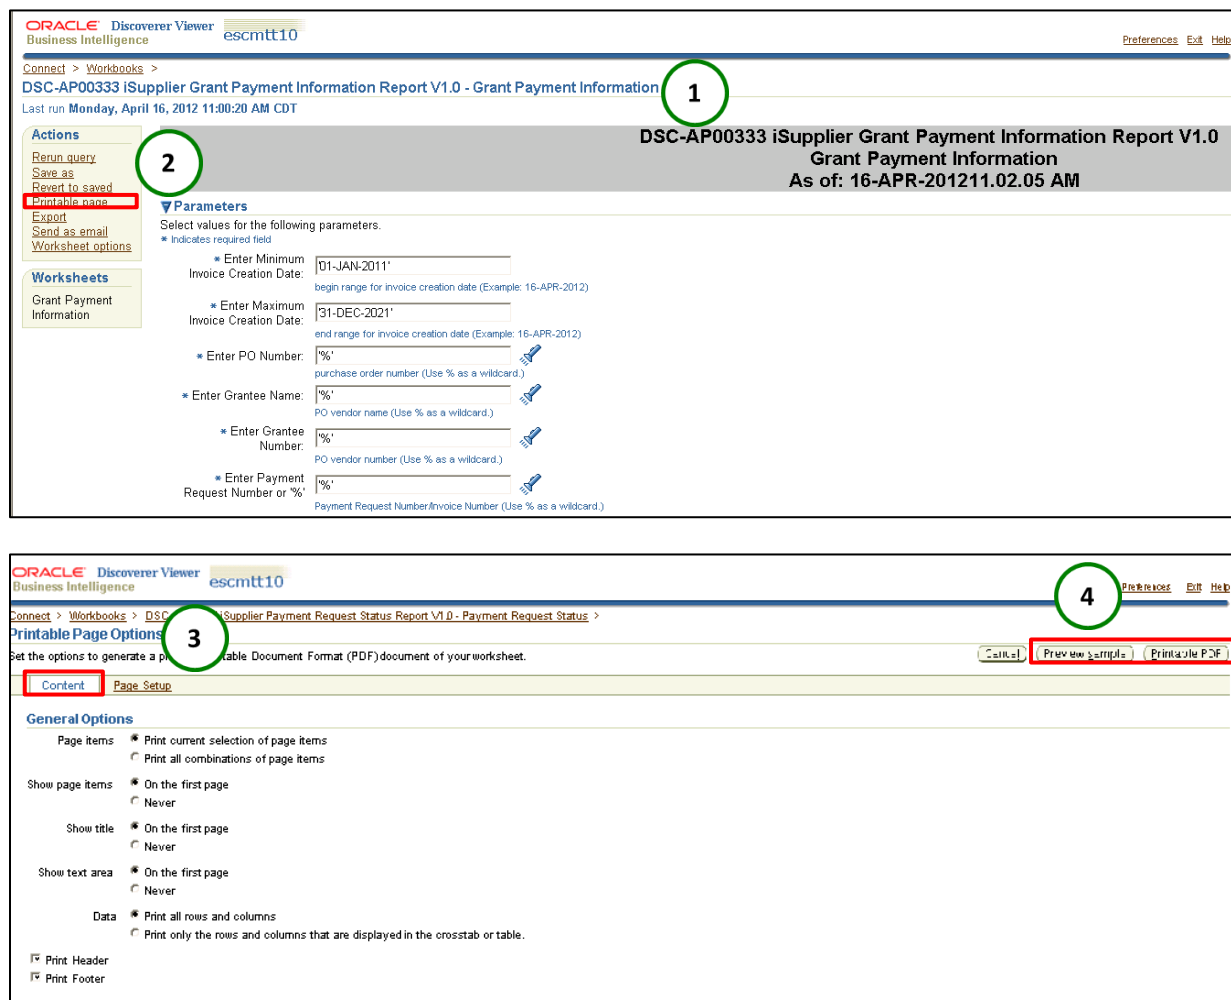 ORACLE Discoverer Viewer
Business Intelligence
escmtt10
Preferences Exit Help
Connect > Workbooks >
DSC-AP00333 iSupplier Grant Payment Information Report V1.0 - Grant Payment Information
1
Last run Monday, April 16, 2012 11:00:20 AM CDT
Actions
Rerun query
Save as
Revert to saved
Printable page
Export
Send as email
Worksheet options
2
Worksheets
Grant Payment
Information
DSC-AP00333 iSupplier Grant Payment Information Report V1.0
Grant Payment Information
As of: 16-APR-201211.02.05 AM
Parameters
Select values for the following parameters.
* Indicates required field
* Enter Minimum
Invoice Creation Date:
'01-JAN-2011'
begin range for invoice creation date (Example: 16-APR-2012)
* Enter Maximum
Invoice Creation Date:
'31-DEC-2021'
end range for invoice creation date (Example: 16-APR-2012)
* Enter PO Number: '%'
purchase order number (Use % as a wildcard.)
* Enter Grantee Name: '%'
PO vendor name (Use % as a wildcard.)
* Enter Grantee
Number:
'%'
PO vendor number (Use % as a wildcard.)
* Enter Payment
Request Number or '%'
'%'
Payment Request Number/Invoice Number (Use % as a wildcard.)
ORACLE Discoverer Viewer
Business Intelligence
escmtt10
4
Preferences Exit Help
Connect > Workbooks > DSC iSupplier Payment Request Status Report V1.0 - Payment Request Status >
Printable Page Options
3
Set the options to generate a p table Document Format (PDF) document of your worksheet.
Cancel Preview sample Printable PDF
Content Page Setup
General Options
Page items Print current selection of page items
Print all combinations of page items
Show page items On the first page
Never
Show title On the first page
Never
Show text area On the first page
Never
Data Print all rows and columns
Print only the rows and columns that are displayed in the crosstab or table.
Print Header
Print Footer